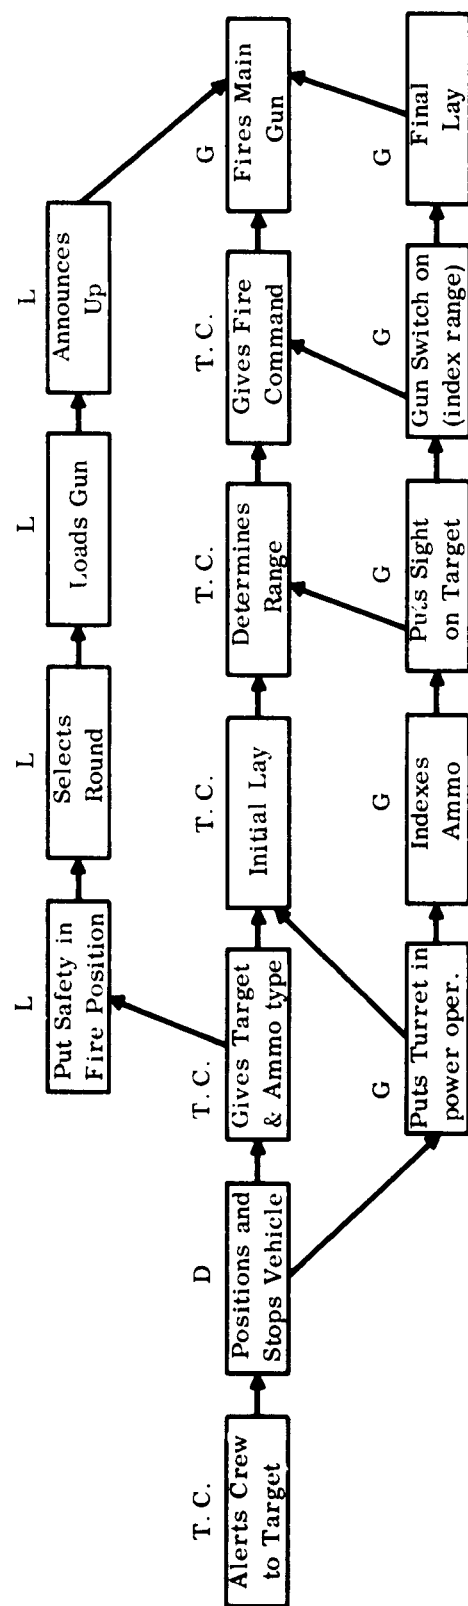 L
Put Safety in
Fire Position
L
Selects
Round
L
Loads Gun
L
Announces
Up
T. C.
Alerts Crew
to Target
D
Positions and
Stops Vehicle
T. C.
Gives Target
& Ammo type
T. C.
Initial Lay
T. C.
Determines
Range
T. C.
Gives Fire
Command
G
Fires Main
Gun
G
Puts Turret in
power oper.
G
Indexes
Ammo
G
Puts Sight
on Target
G
Gun Switch on
(index range)
G
Final
Lay